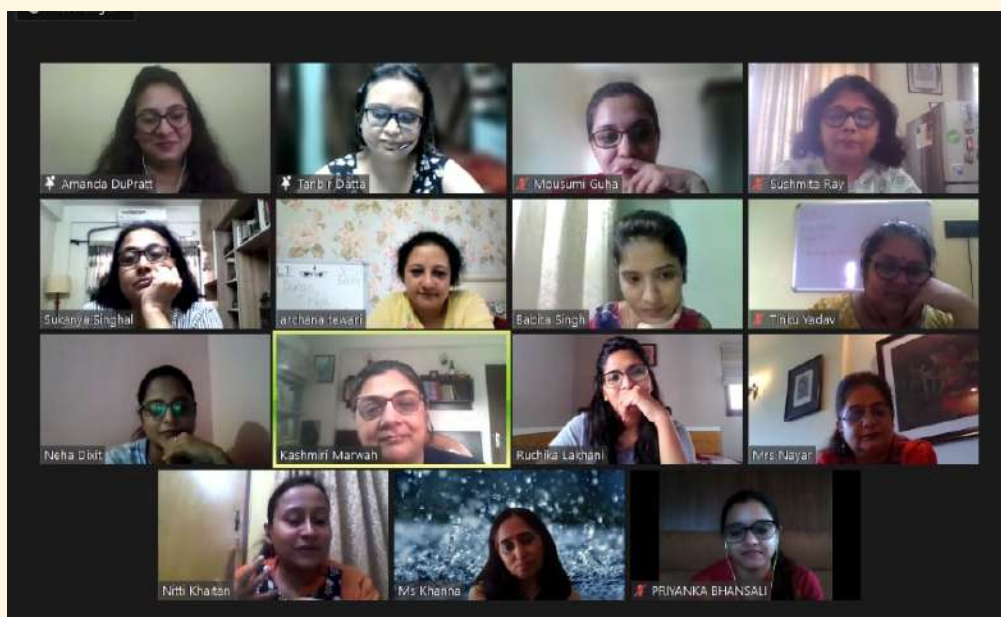 Amanda DuPratt
Tanbir Datta
Mousumi Guha
Sushmita Ray
Sukanya Singhal
archana tewari
Babita Singh
Tinku Yadav
Neha Dixit
Kashmiri Marwah
Ruchika Lakhani
Mrs Nayar
Nitti Khaitan
Ms Khanna
PRIYANKA BHANSALI